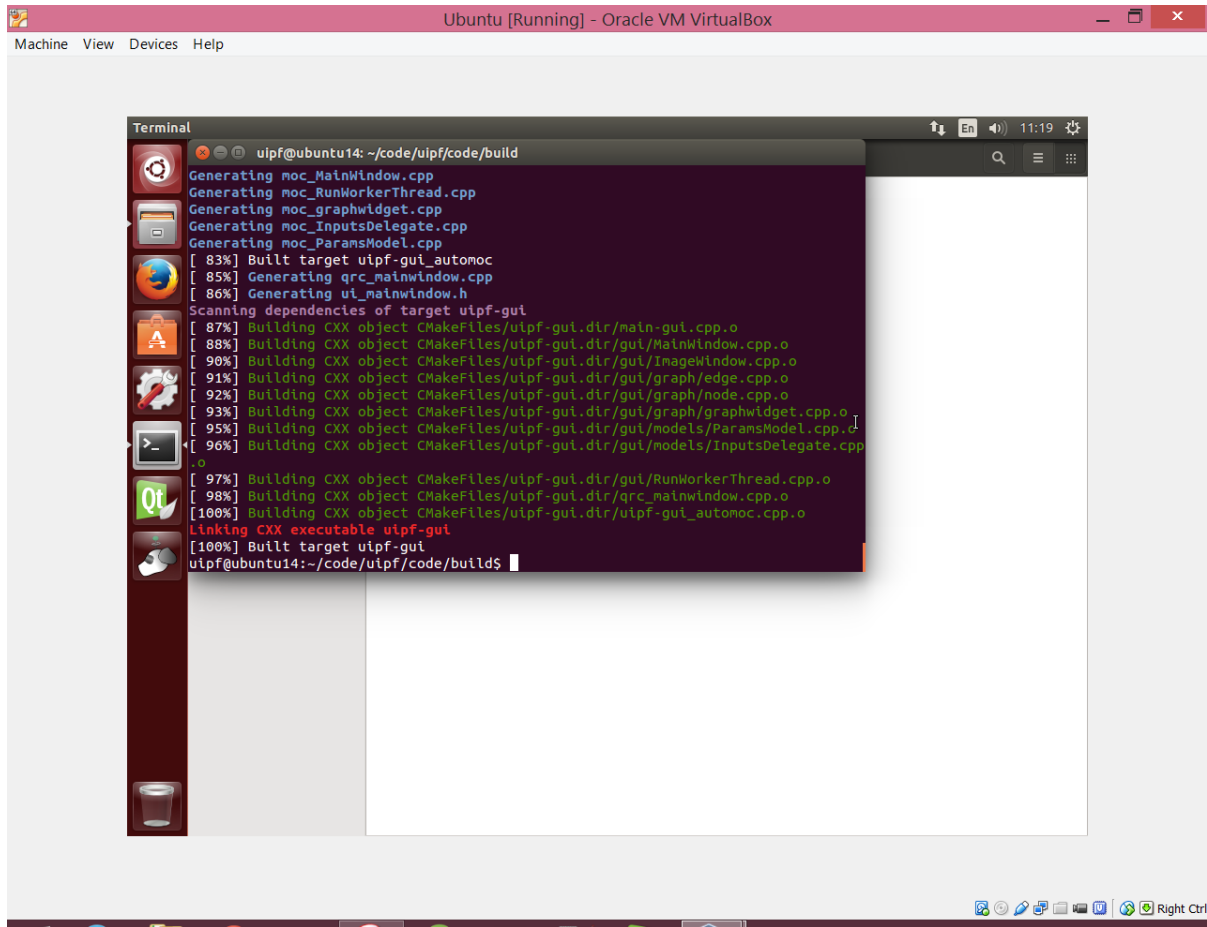 Ubuntu [Running] - Oracle VM VirtualBox
Machine View Devices Help
Terminal En 11:19
uipf@ubuntu14: ~/code/uipf/code/build
Generating moc_MainWindow.cpp
Generating moc_RunWorkerThread.cpp
Generating moc_graphwidget.cpp
Generating moc_InputsDelegate.cpp
Generating moc_ParamsModel.cpp
[ 83%] Built target uipf-gui_automoc
[ 85%] Generating qrc_mainwindow.cpp
[ 86%] Generating ui_mainwindow.h
Scanning dependencies of target uipf-gui
[ 87%] Building CXX object CMakeFiles/uipf-gui.dir/main-gui.cpp.o
[ 88%] Building CXX object CMakeFiles/uipf-gui.dir/gui/MainWindow.cpp.o
[ 90%] Building CXX object CMakeFiles/uipf-gui.dir/gui/ImageWindow.cpp.o
[ 91%] Building CXX object CMakeFiles/uipf-gui.dir/gui/graph/edge.cpp.o
[ 92%] Building CXX object CMakeFiles/uipf-gui.dir/gui/graph/node.cpp.o
[ 93%] Building CXX object CMakeFiles/uipf-gui.dir/gui/graph/graphwidget.cpp.o
[ 95%] Building CXX object CMakeFiles/uipf-gui.dir/gui/models/ParamsModel.cpp.o
[ 96%] Building CXX object CMakeFiles/uipf-gui.dir/gui/models/InputsDelegate.cpp
.o
[ 97%] Building CXX object CMakeFiles/uipf-gui.dir/gui/RunWorkerThread.cpp.o
[ 98%] Building CXX object CMakeFiles/uipf-gui.dir/qrc_mainwindow.cpp.o
[100%] Building CXX object CMakeFiles/uipf-gui.dir/uipf-gui_automoc.cpp.o
Linking CXX executable uipf-gui
[100%] Built target uipf-gui
uipf@ubuntu14:~/code/uipf/code/build$
Qt
Right Ctrl